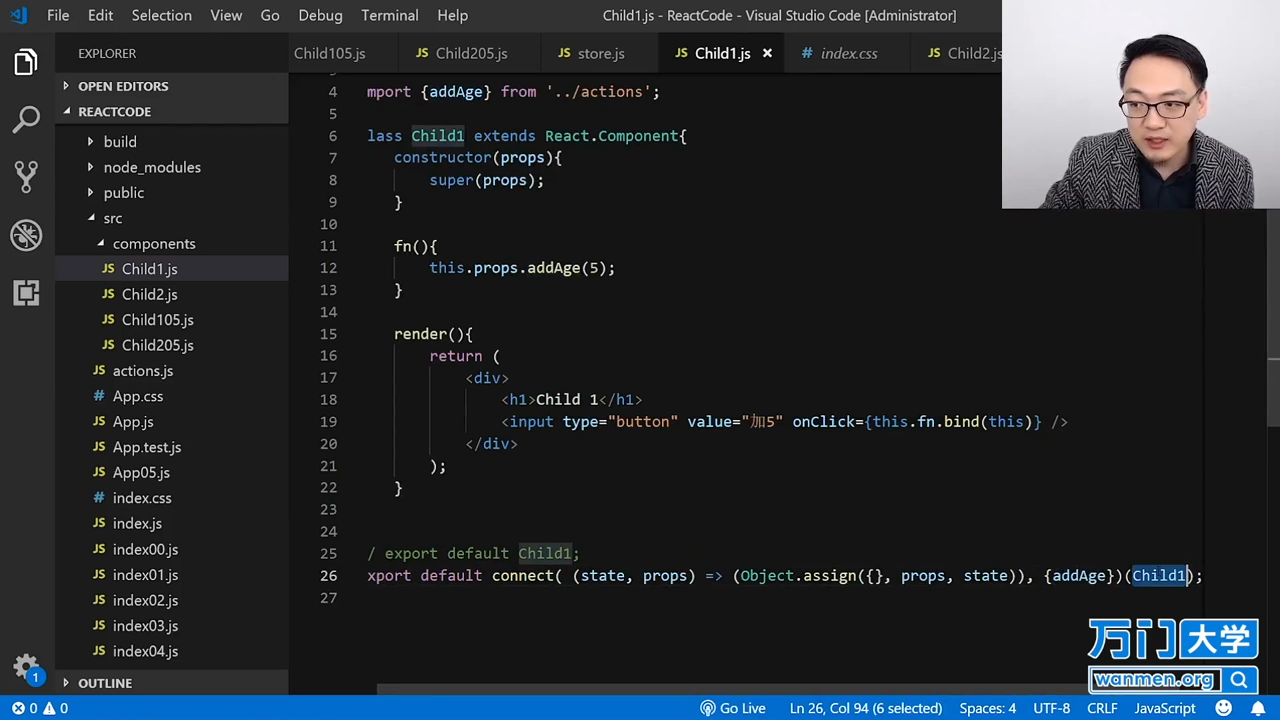 File Edit Selection View Go Debug Terminal Help Child1.js - ReactCode - Visual Studio Code [Administrator]
EXPLORER
Child105.js Child205.js store.js Child1.js × index.css Child2.js
OPEN EDITORS
REACTCODE
build
node_modules
public
src
components
Child1.js
Child2.js
Child105.js
Child205.js
actions.js
App.css
App.js
App.test.js
App05.js
index.css
index.js
index00.js
index01.js
index02.js
index03.js
index04.js
OUTLINE
4 mport {addAge} from '../actions';
5
6 lass Child1 extends React.Component{
7 constructor(props){
8 super(props);
9 }
10
11 fn(){
12 this.props.addAge(5);
13 }
14
15 render(){
16 return (
17 <div>
18 <h1>Child 1</h1>
19 <input type="button" value="加5" onClick={this.fn.bind(this)} />
20 </div>
21 );
22 }
23
24
25 / export default Child1;
26 xport default connect( (state, props) => (Object.assign({}, props, state)), {addAge})(Child1);
27
万门大学
wanmen.org
1
0 0 Go Live Ln 26, Col 94 (6 selected) Spaces: 4 UTF-8 CRLF JavaScript